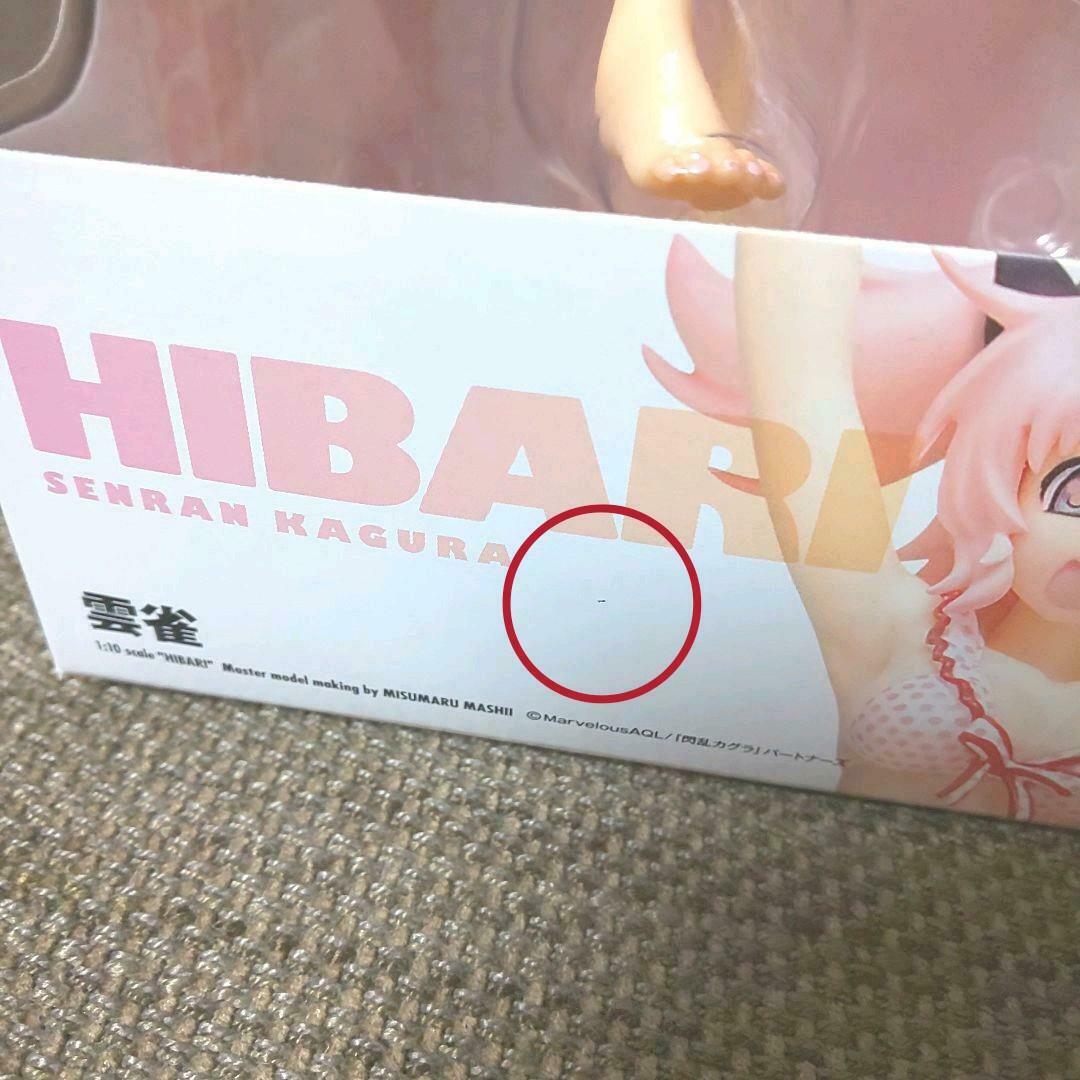 HIBARI
SENRAN KAGURA
雲雀
1:10 scale "HIBARI" Master model making by MISUMARU MASHII ©MarvelousAQL/「閃乱カグラ」パートナーズ